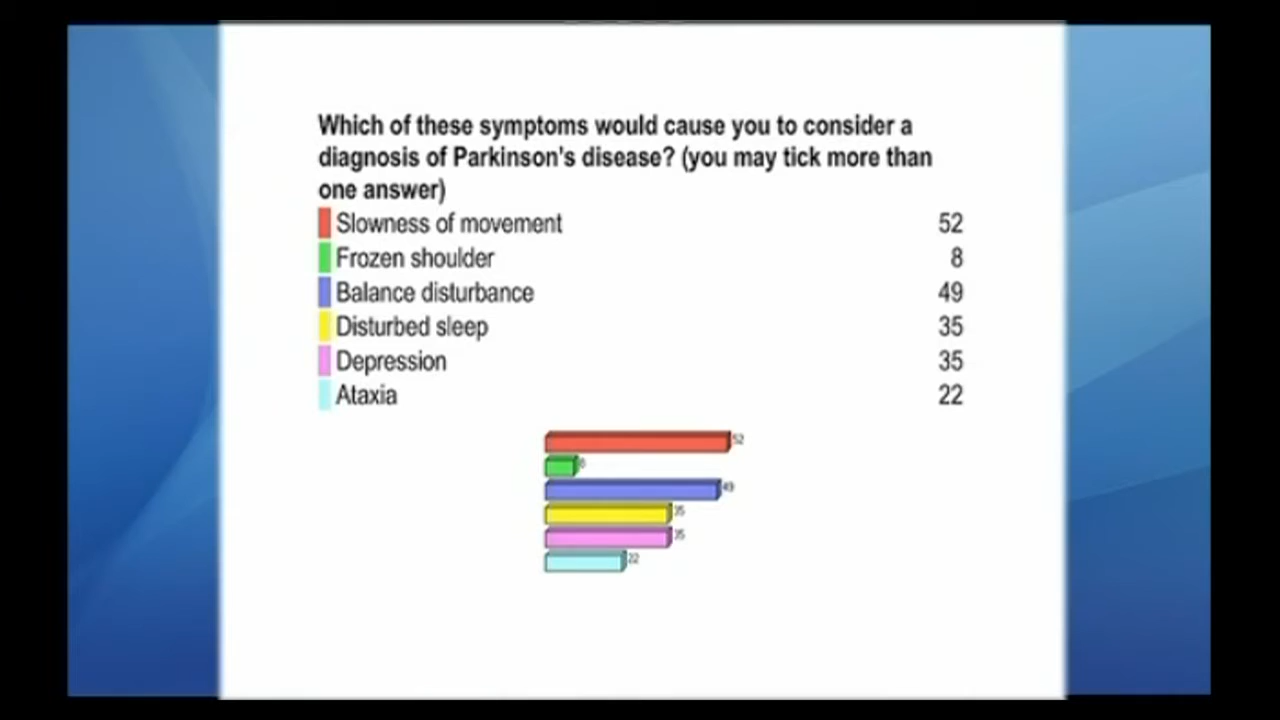 Which of these symptoms would cause you to consider a
diagnosis of Parkinson's disease? (you may tick more than
one answer)
Slowness of movement 52
Frozen shoulder 8
Balance disturbance 49
Disturbed sleep 35
Depression 35
Ataxia 22
52
8
49
35
35
22